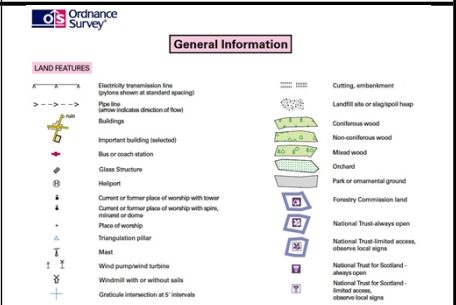 OS Ordnance
Survey®
General Information
LAND FEATURES
Electricity transmission line
(pylons shown at standard spacing)
Pipe line
(arrow indicates direction of flow)
ruin
Buildings
Important building (selected)
Bus or coach station
Glass Structure
H
Heliport
Current or former place of worship with tower
Current or former place of worship with spire,
minaret or dome
Place of worship
Triangulation pillar
Mast
Wind pump/wind turbine
Windmill with or without sails
Graticule intersection at 5' intervals
Cutting, embankment
Landfill site or slag/spoil heap
Coniferous wood
Non-coniferous wood
Mixed wood
Orchard
Park or ornamental ground
Forestry Commission land
National Trust-always open
National Trust-limited access,
observe local signs
National Trust for Scotland -
always open
National Trust for Scotland -
limited access,
observe local signs